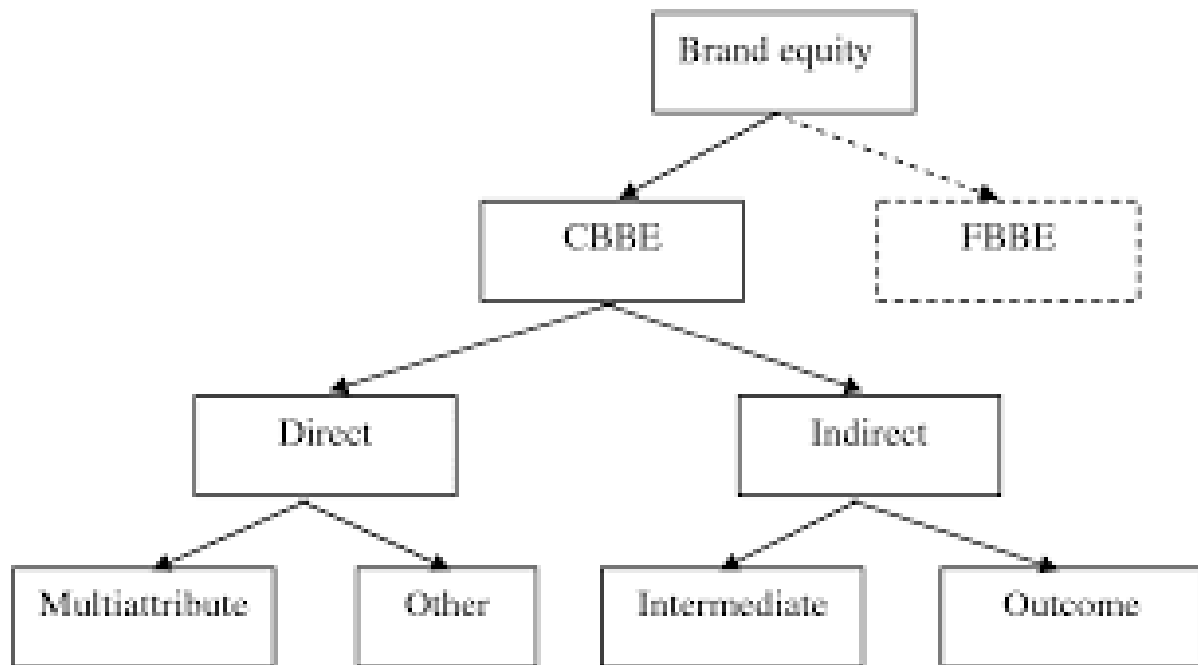 Brand equity
CBBE
FBBE
Direct
Indirect
Multiattribute
Other
Intermediate
Outcome